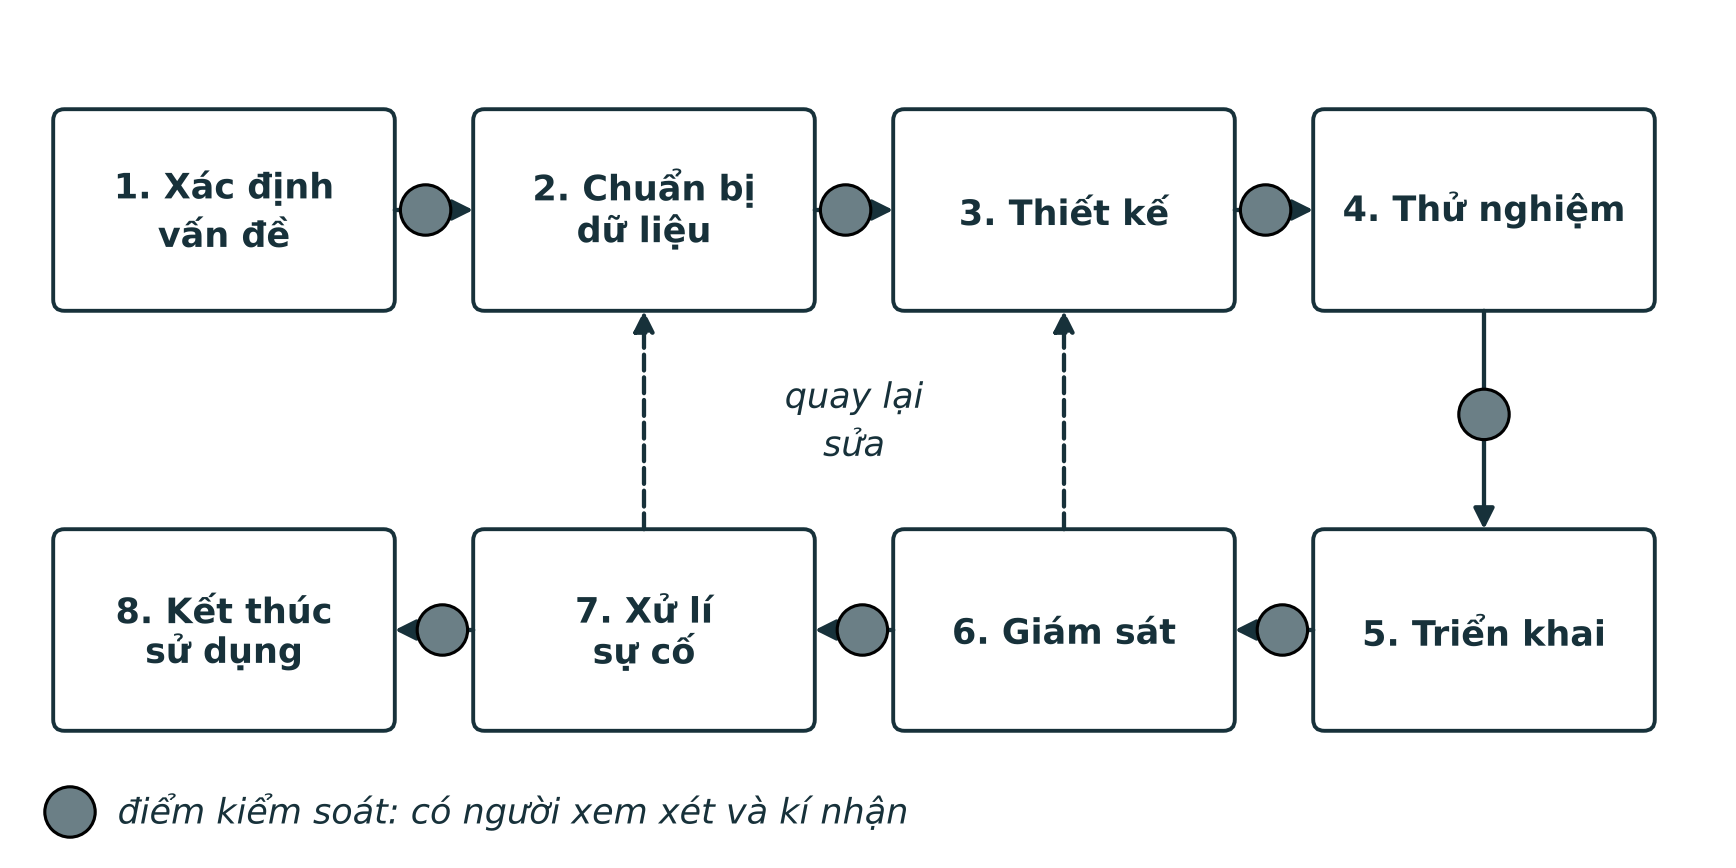 1. Xác định
vấn đề
2. Chuẩn bị
dữ liệu
3. Thiết kế
4. Thử nghiệm
quay lại
sửa
8. Kết thúc
sử dụng
7. Xử lí
sự cố
6. Giám sát
5. Triển khai
điểm kiểm soát: có người xem xét và kí nhận